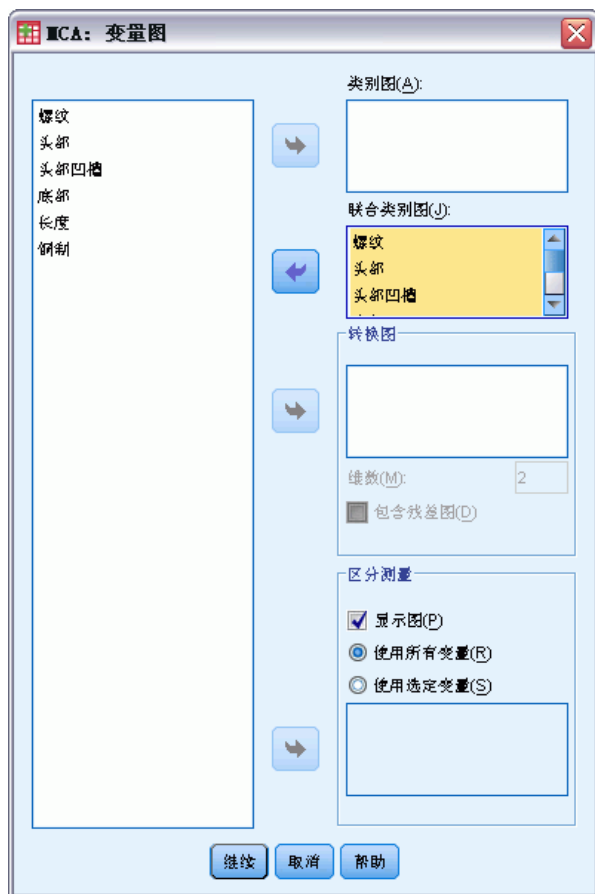 MCA: 变量图
螺纹
头部
头部凹槽
底部
长度
铜制
类别图(A):
联合类别图(J):
螺纹
头部
头部凹槽
转换图
维数(M):
2
包含残差图(D)
区分测量
显示图(P)
使用所有变量(R)
使用选定变量(S)
继续
取消
帮助